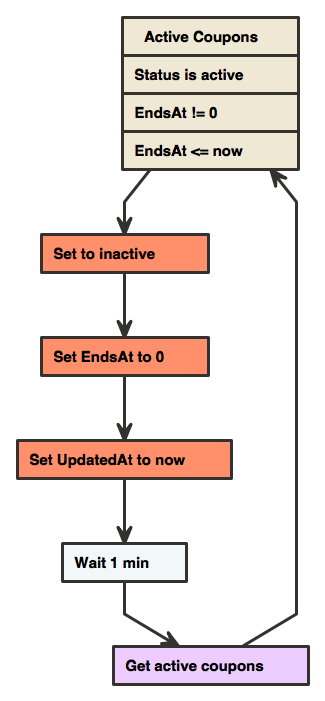 Active Coupons
Status is active
EndsAt != 0
EndsAt <= now
Set to inactive
Set EndsAt to 0
Set UpdatedAt to now
Wait 1 min
Get active coupons